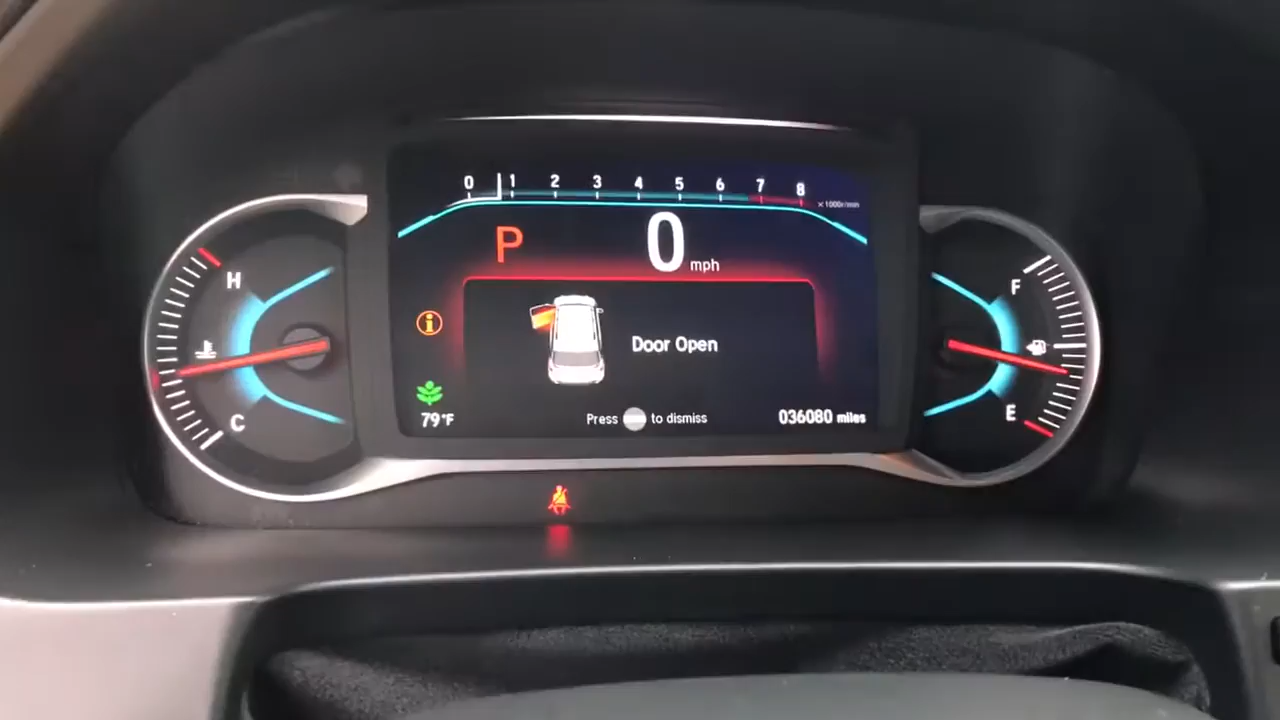 0 1 2 3 4 5 6 7 8
×1000r/min
P 0 mph
H
F
Door Open
C
E
79°F
Press to dismiss
036080 miles